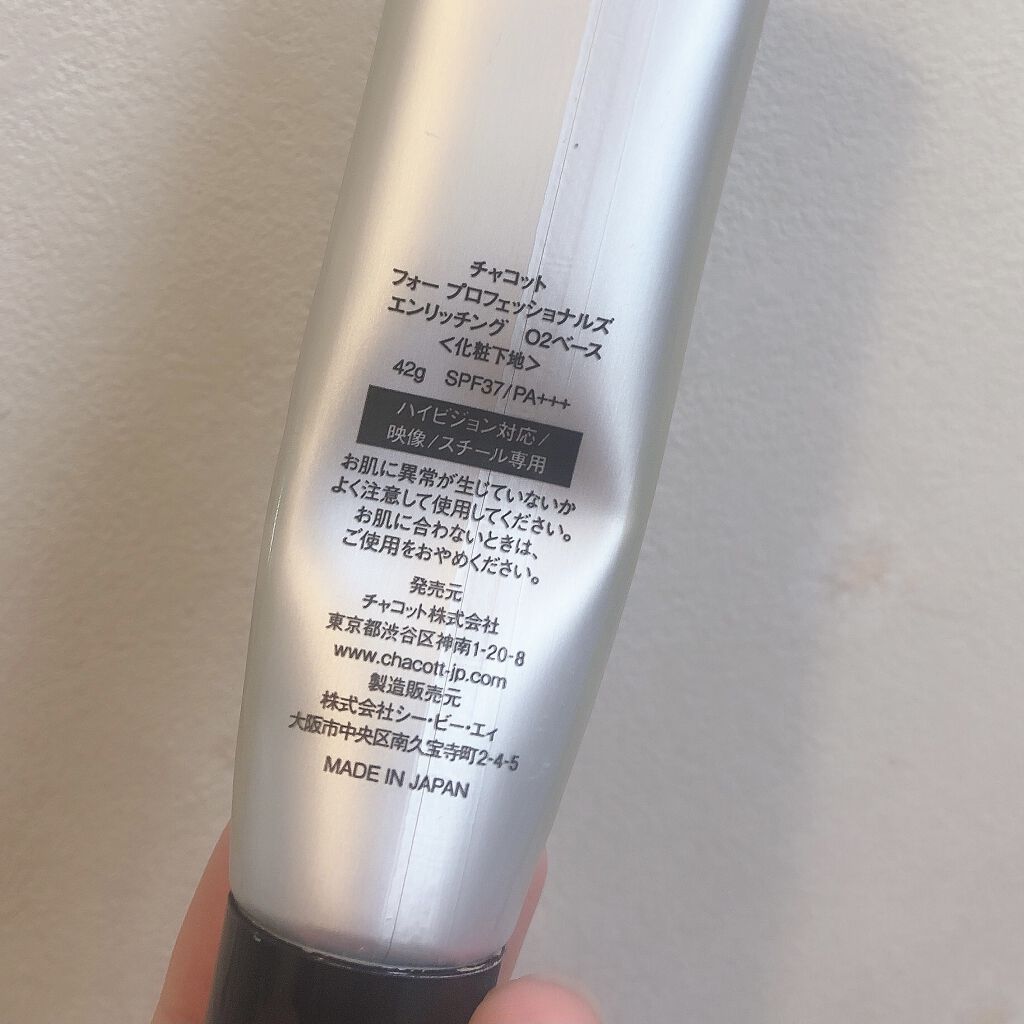 チャコット
フォー プロフェッショナルズ
エンリッチング O2ベース
<化粧下地>
42g SPF37/PA+++
ハイビジョン対応/
映像/スチール専用
お肌に異常が生じていないか
よく注意して使用してください。
お肌に合わないときは、
ご使用をおやめください。
発売元
チャコット株式会社
東京都渋谷区神南1-20-8
www.chacott-jp.com
製造販売元
株式会社シー・ビー・エィ
大阪市中央区南久宝寺町2-4-5
MADE IN JAPAN